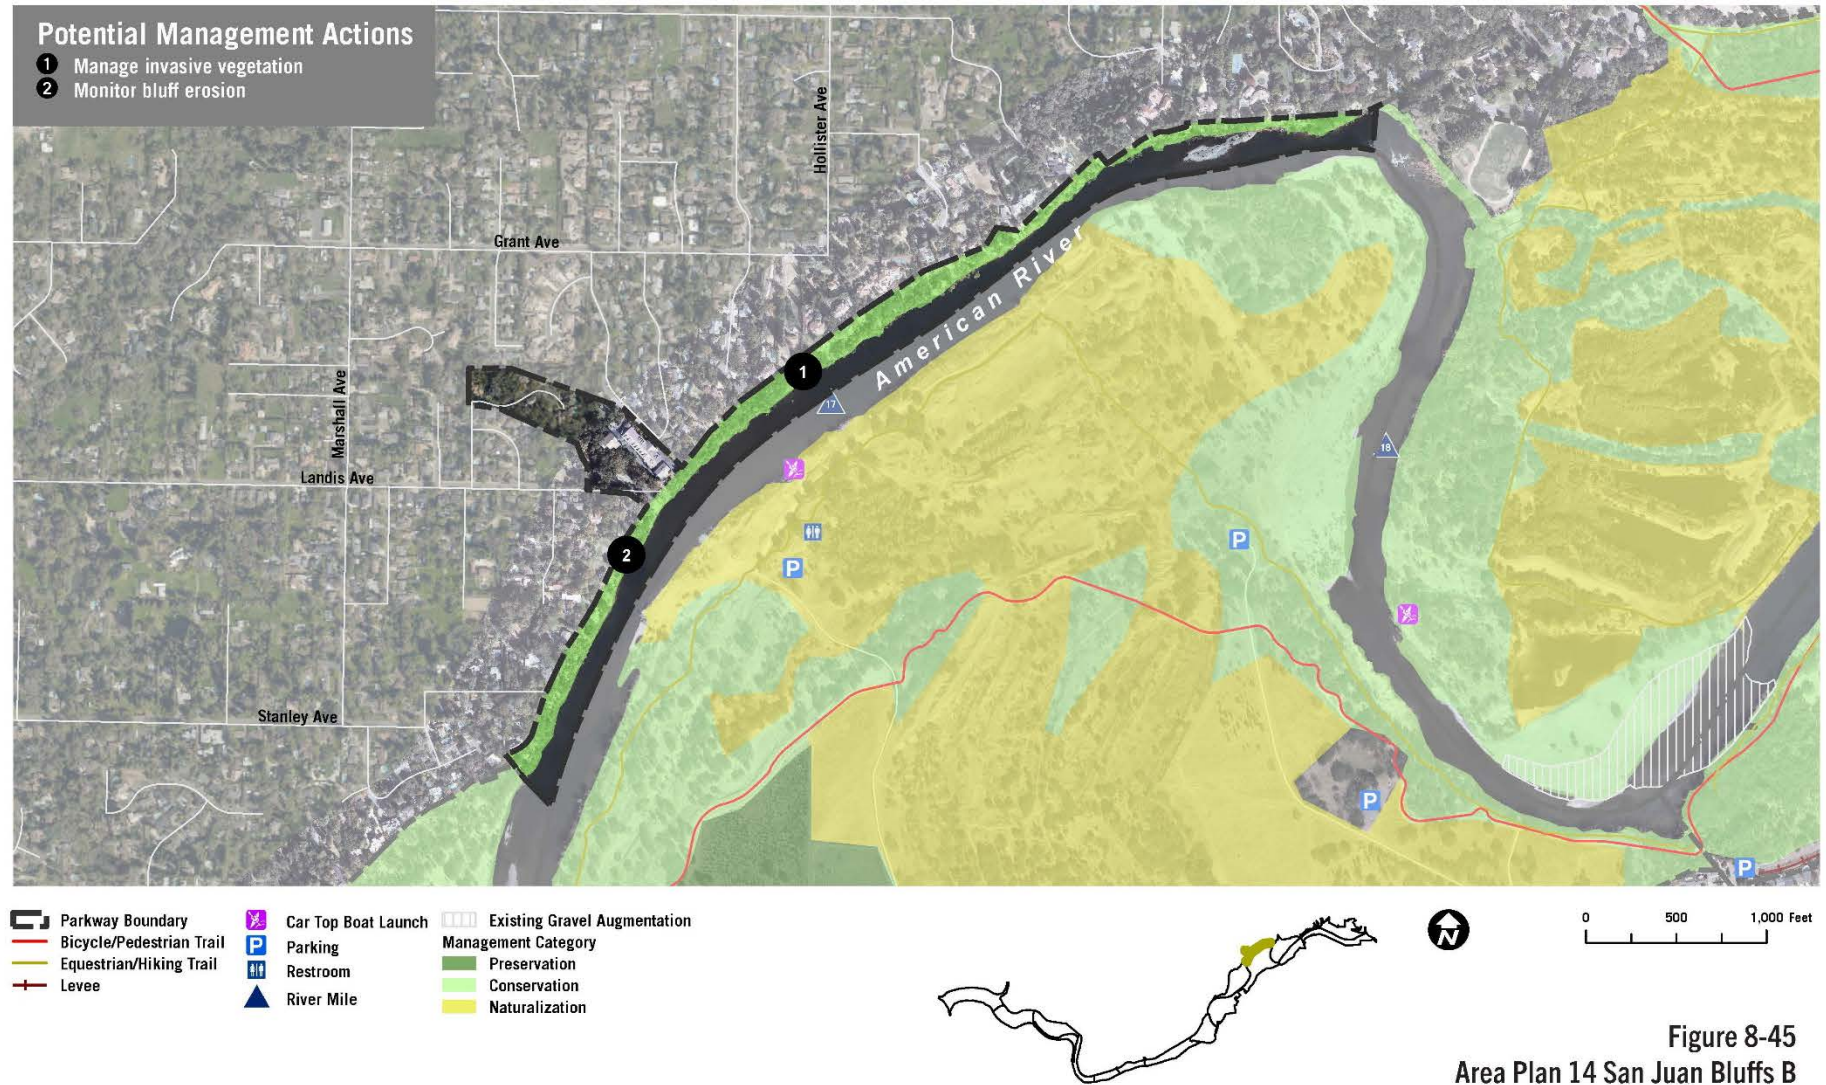 Potential Management Actions
1 Manage invasive vegetation
2 Monitor bluff erosion
Hollister Ave
Grant Ave
American River
1
17
Marshall Ave
18
Landis Ave
P
2
P
Stanley Ave
P
P
Parkway Boundary
Bicycle/Pedestrian Trail
Equestrian/Hiking Trail
Levee
Car Top Boat Launch
P Parking
Restroom
River Mile
Existing Gravel Augmentation
Management Category
Preservation
Conservation
Naturalization
N
0 500 1,000 Feet
Figure 8-45
Area Plan 14 San Juan Bluffs B